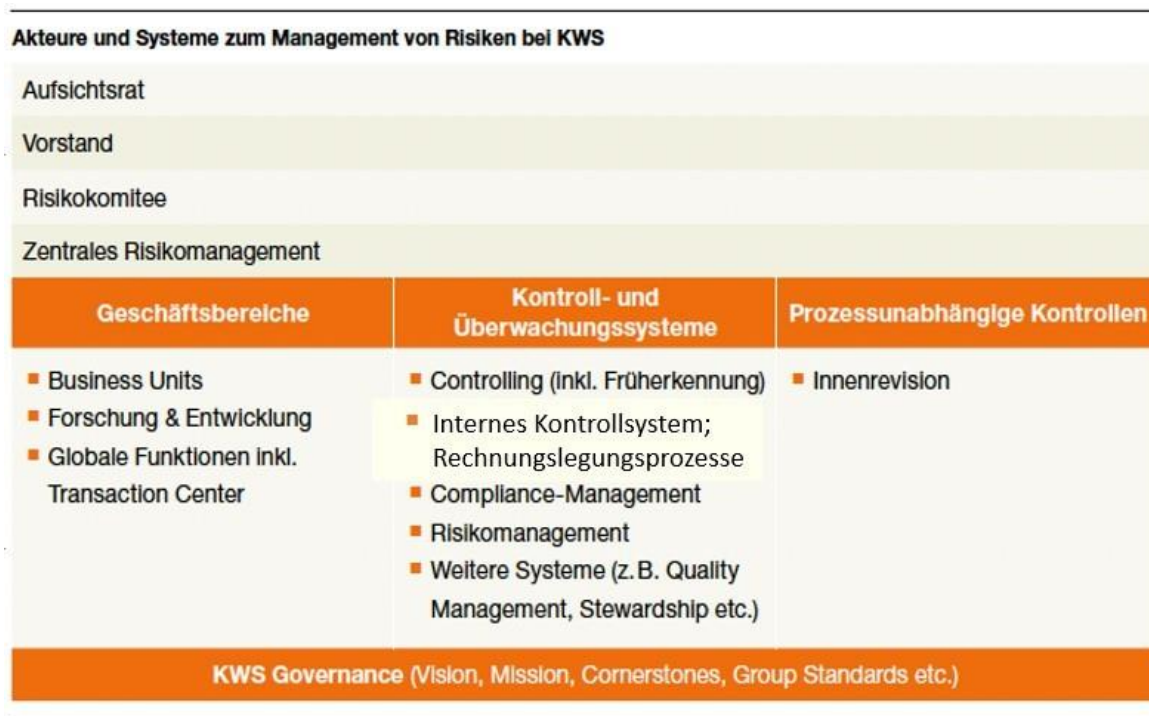 Akteure und Systeme zum Management von Risiken bei KWS
Aufsichtsrat
Vorstand
Risikokomitee
Zentrales Risikomanagement
Geschäftsbereiche
Kontroll- und
Überwachungssysteme
Prozessunabhängige Kontrollen
▪ Business Units
▪ Forschung & Entwicklung
▪ Globale Funktionen inkl.
Transaction Center
▪ Controlling (inkl. Früherkennung)
▪ Internes Kontrollsystem;
Rechnungslegungsprozesse
▪ Compliance-Management
▪ Risikomanagement
▪ Weitere Systeme (z. B. Quality
Management, Stewardship etc.)
▪ Innenrevision
KWS Governance (Vision, Mission, Cornerstones, Group Standards etc.)